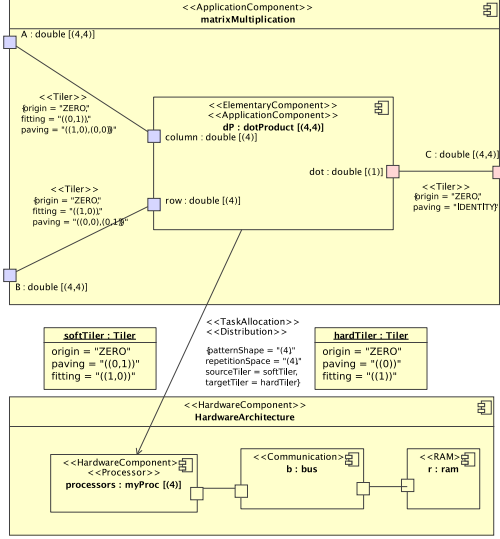 <<ApplicationComponent>>
matrixMultiplication
A : double [(4,4)]
<<Tiler>>
{origin = "ZERO",
fitting = "((0,1))",
paving = "((1,0),(0,0))"}
<<ElementaryComponent>>
<<ApplicationComponent>>
dP : dotProduct [(4,4)]
column : double [(4)]
C : double [(4,4)]
dot : double [(1)]
<<Tiler>>
{origin = "ZERO",
paving = "IDENTITY"}
<<Tiler>>
{origin = "ZERO",
fitting = "((1,0))",
paving = "((0,0),(0,1))"}
row : double [(4)]
B : double [(4,4)]
<<TaskAllocation>>
<<Distribution>>
{patternShape = "(4)"
repetitionSpace = "(4)",
sourceTiler = softTiler,
targetTiler = hardTiler}
softTiler : Tiler
origin = "ZERO"
paving = "((0,1))"
fitting = "((1,0))"
hardTiler : Tiler
origin = "ZERO"
paving = "((0))"
fitting = "((1))"
<<HardwareComponent>>
HardwareArchitecture
<<HardwareComponent>
<<Processor>>
processors : myProc [(4)]
<<Communication>>
b : bus
<<RAM>>
r : ram